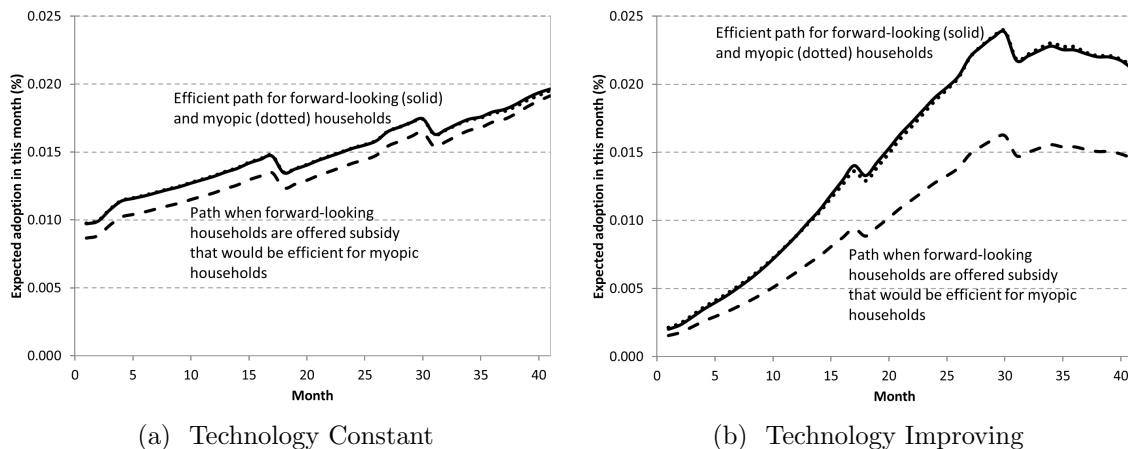 0.025
0.020
0.015
0.010
0.005
0.000
Expected adoption in this month (%)
Efficient path for forward-looking (solid)
and myopic (dotted) households
Path when forward-looking
households are offered subsidy
that would be efficient for myopic
households
0 5 10 15 20 25 30 35 40
Month
(a) Technology Constant
0.025
0.020
0.015
0.010
0.005
0.000
Expected adoption in this month (%)
Efficient path for forward-looking (solid)
and myopic (dotted) households
Path when forward-looking
households are offered subsidy
that would be efficient for myopic
households
0 5 10 15 20 25 30 35 40
Month
(b) Technology Improving